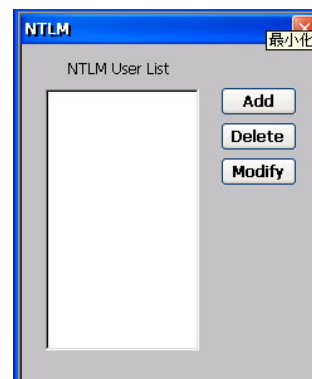 NTLM
最小化
NTLM User List
Add
Delete
Modify